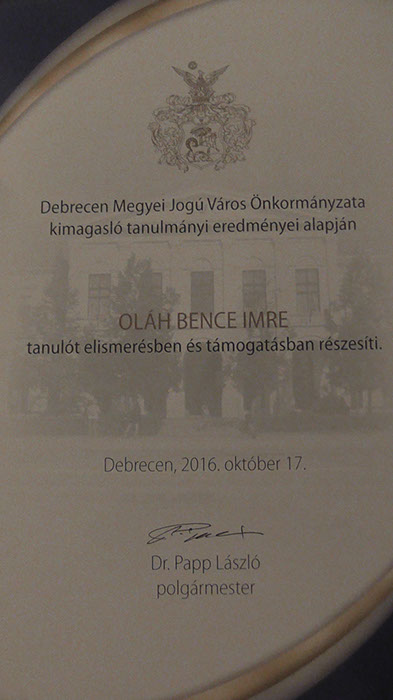 Debrecen Megyei Jogú Város Önkormányzata
kimagasló tanulmányi eredményei alapján
OLÁH BENCE IMRE
tanulót elismerésben és támogatásban részesíti.
Debrecen, 2016. október 17.
Dr. Papp László
polgármester